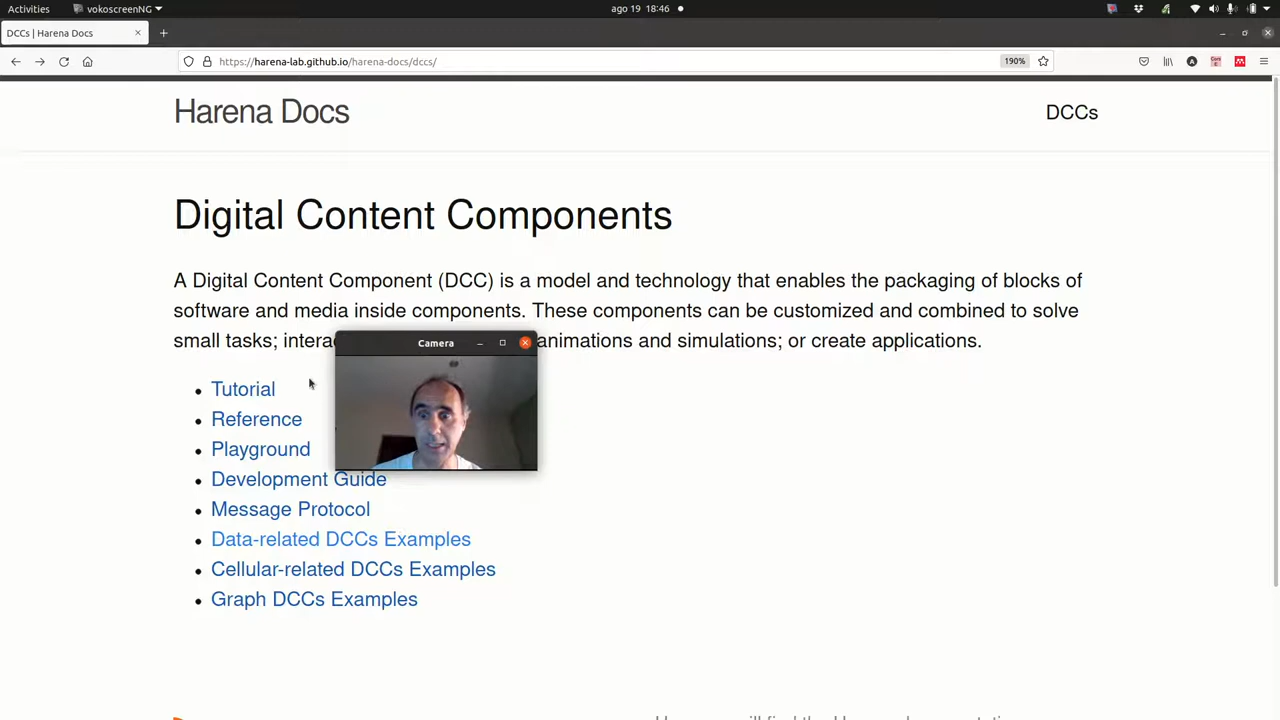 Activities vokoscreenNG ago 19 18:46
DCCs | Harena Docs
https://harena-lab.github.io/harena-docs/dccs/ 190%
Harena Docs DCCs
Digital Content Components
A Digital Content Component (DCC) is a model and technology that enables the packaging of blocks of
software and media inside components. These components can be customized and combined to solve
small tasks; animations and simulations; or create applications.
Camera
Tutorial
Reference
Playground
Development Guide
Message Protocol
Data-related DCCs Examples
Cellular-related DCCs Examples
Graph DCCs Examples